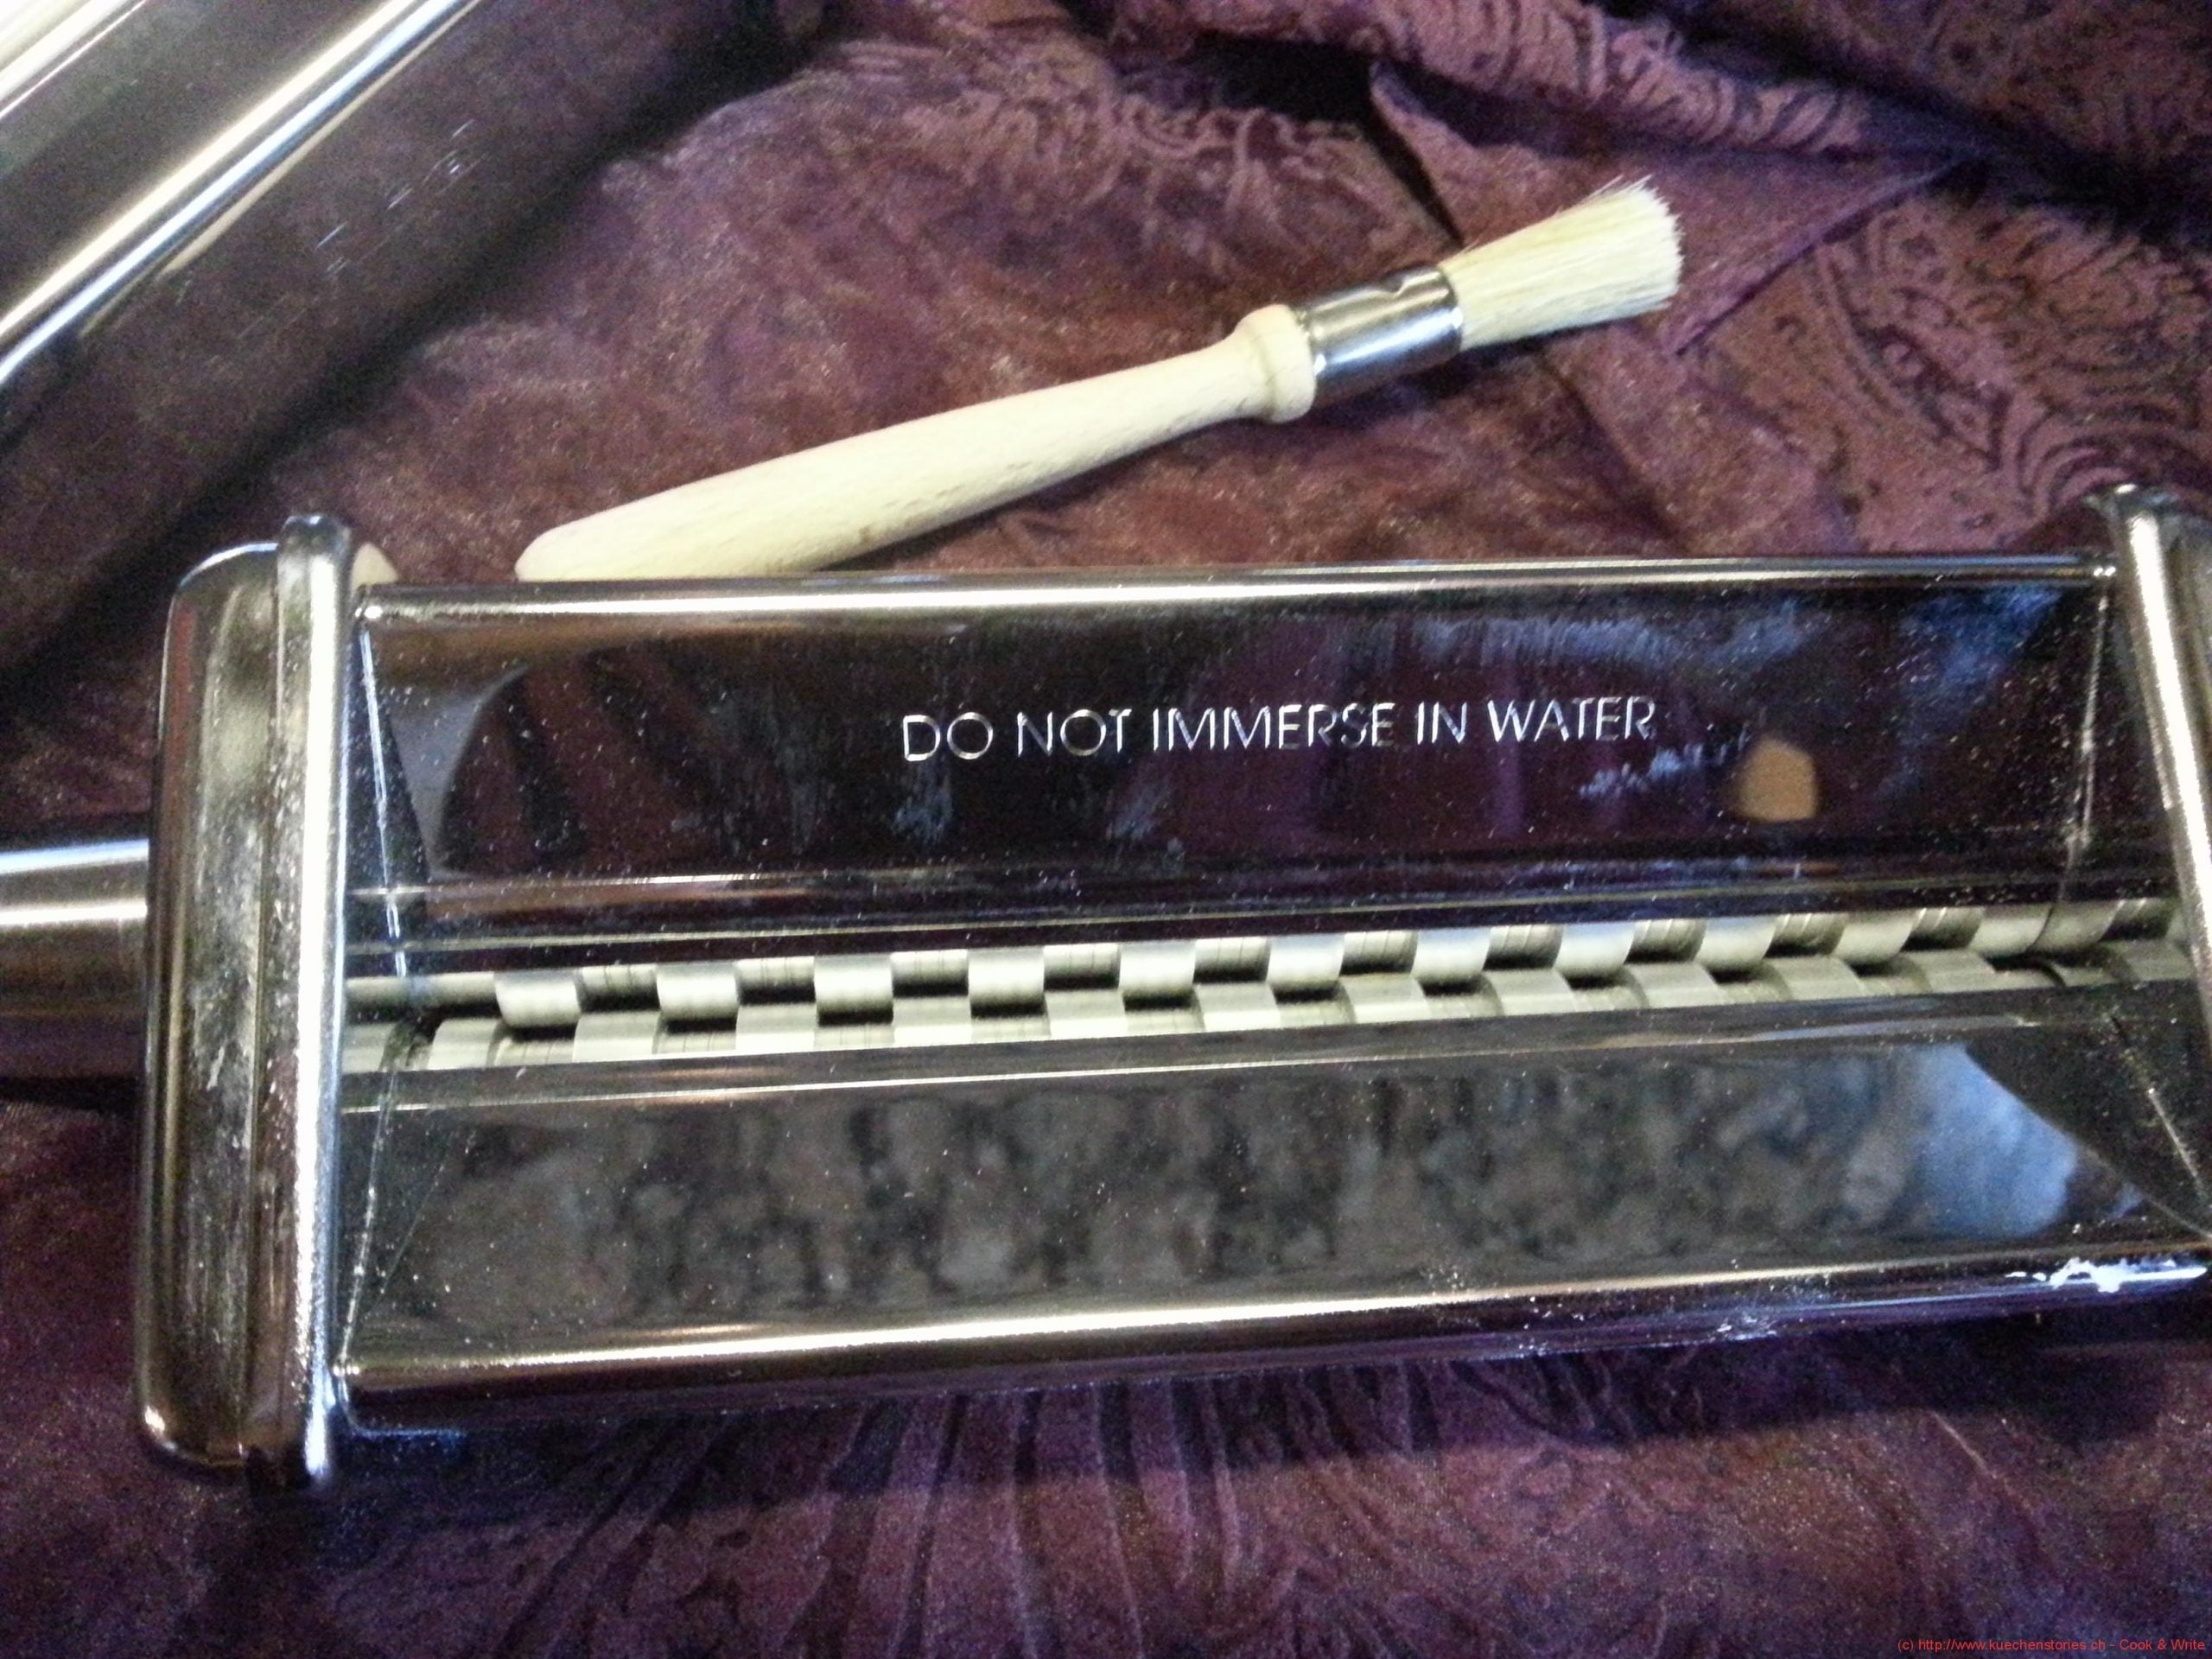 DO NOT IMMERSE IN WATER
(c) http://www.kuechenstories.ch - Cook & Write